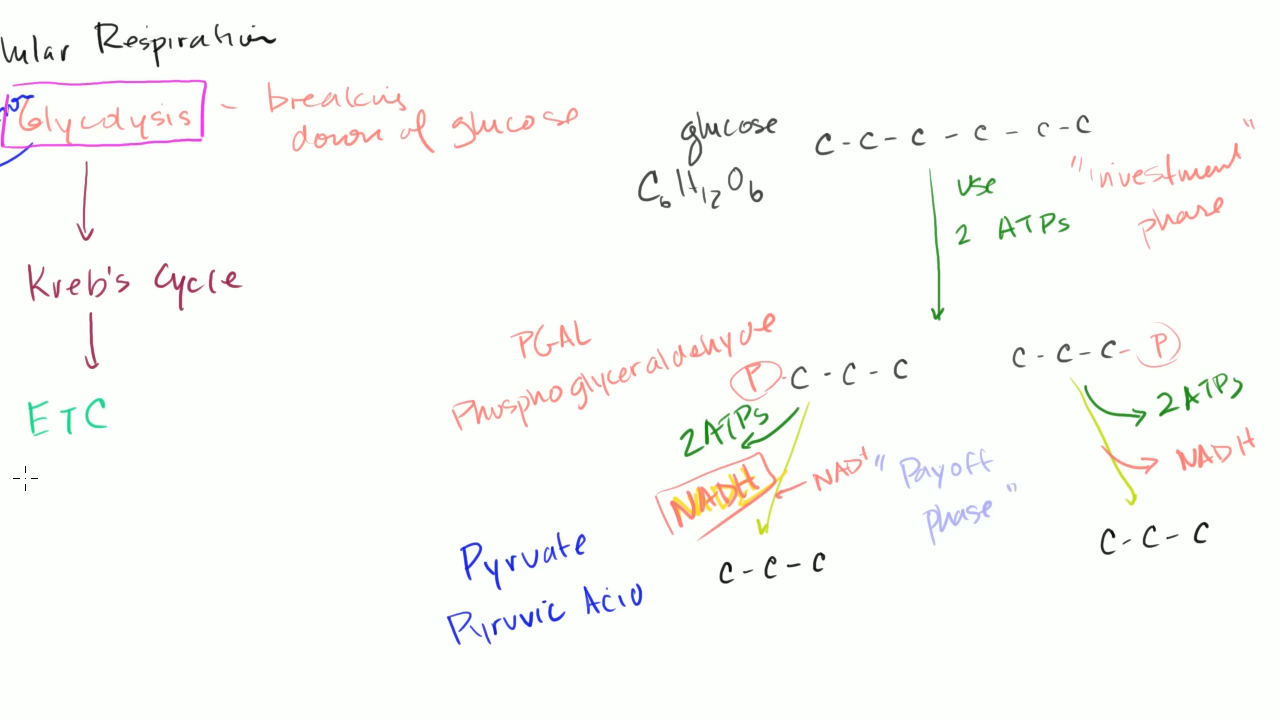 lular Respiration
Glycolysis - breaking
down of glucose
Kreb's Cycle
ETC
glucose
C6H12O6
C-C-C-C-C-C
use
2 ATPs
"investment"
phase
PGAL
Phosphoglyceraldehyde
P-C-C-C
C-C-C-P
2ATPs
NADH
NAD+
"Payoff
phase"
2ATPs
NADH
Pyruvate
Pyruvic Acid
C-C-C
C-C-C